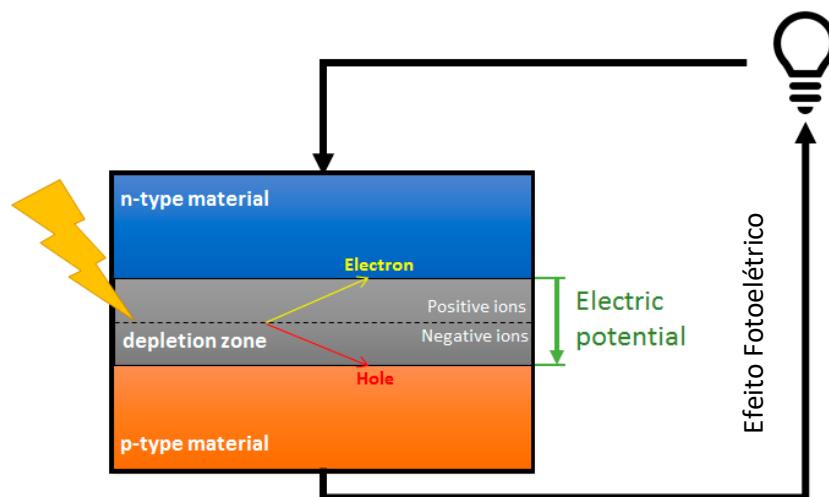 n-type material
Electron
Positive ions
Negative ions
depletion zone
Hole
p-type material
Electric
potential
Efeito Fotoelétrico